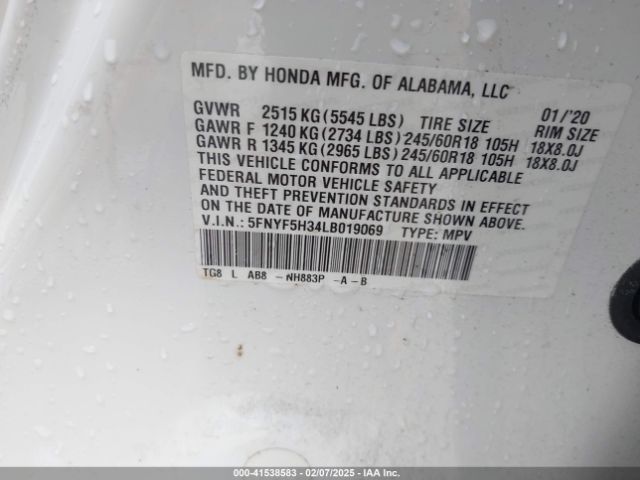 MFD. BY HONDA MFG. OF ALABAMA, LLC
GVWR 2515 KG (5545 LBS) TIRE SIZE 01/'20 RIM SIZE
GAWR F 1240 KG (2734 LBS) 245/60R18 105H 18X8.0J
GAWR R 1345 KG (2965 LBS) 245/60R18 105H 18X8.0J
THIS VEHICLE CONFORMS TO ALL APPLICABLE
FEDERAL MOTOR VEHICLE SAFETY
AND THEFT PREVENTION STANDARDS IN EFFECT
ON THE DATE OF MANUFACTURE SHOWN ABOVE.
V.I.N.: 5FNYF5H34LB019069 TYPE: MPV
TG8 L AB8 -NH883P -A-B
000-41538583 - 02/07/2025 - IAA Inc.